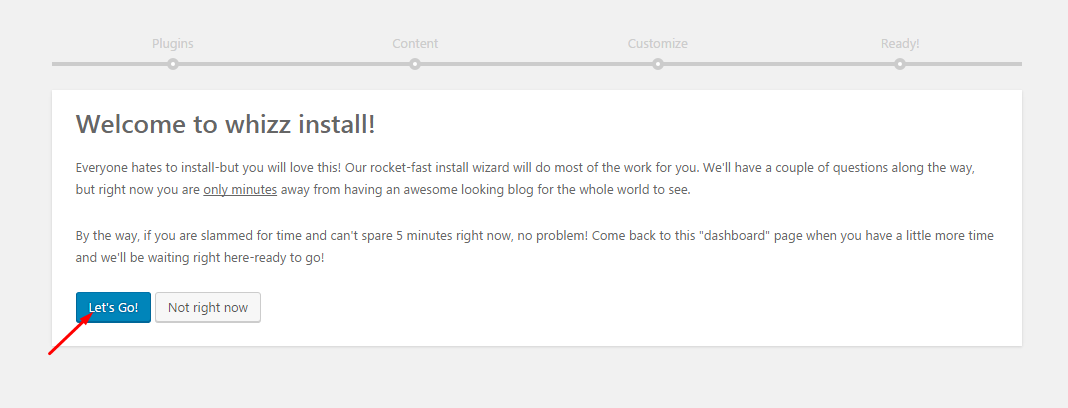 Plugins Content Customize Ready!
Welcome to whizz install!
Everyone hates to install-but you will love this! Our rocket-fast install wizard will do most of the work for you. We'll have a couple of questions along the way,
but right now you are only minutes away from having an awesome looking blog for the whole world to see.
By the way, if you are slammed for time and can't spare 5 minutes right now, no problem! Come back to this "dashboard" page when you have a little more time
and we'll be waiting right here-ready to go!
Let's Go! Not right now